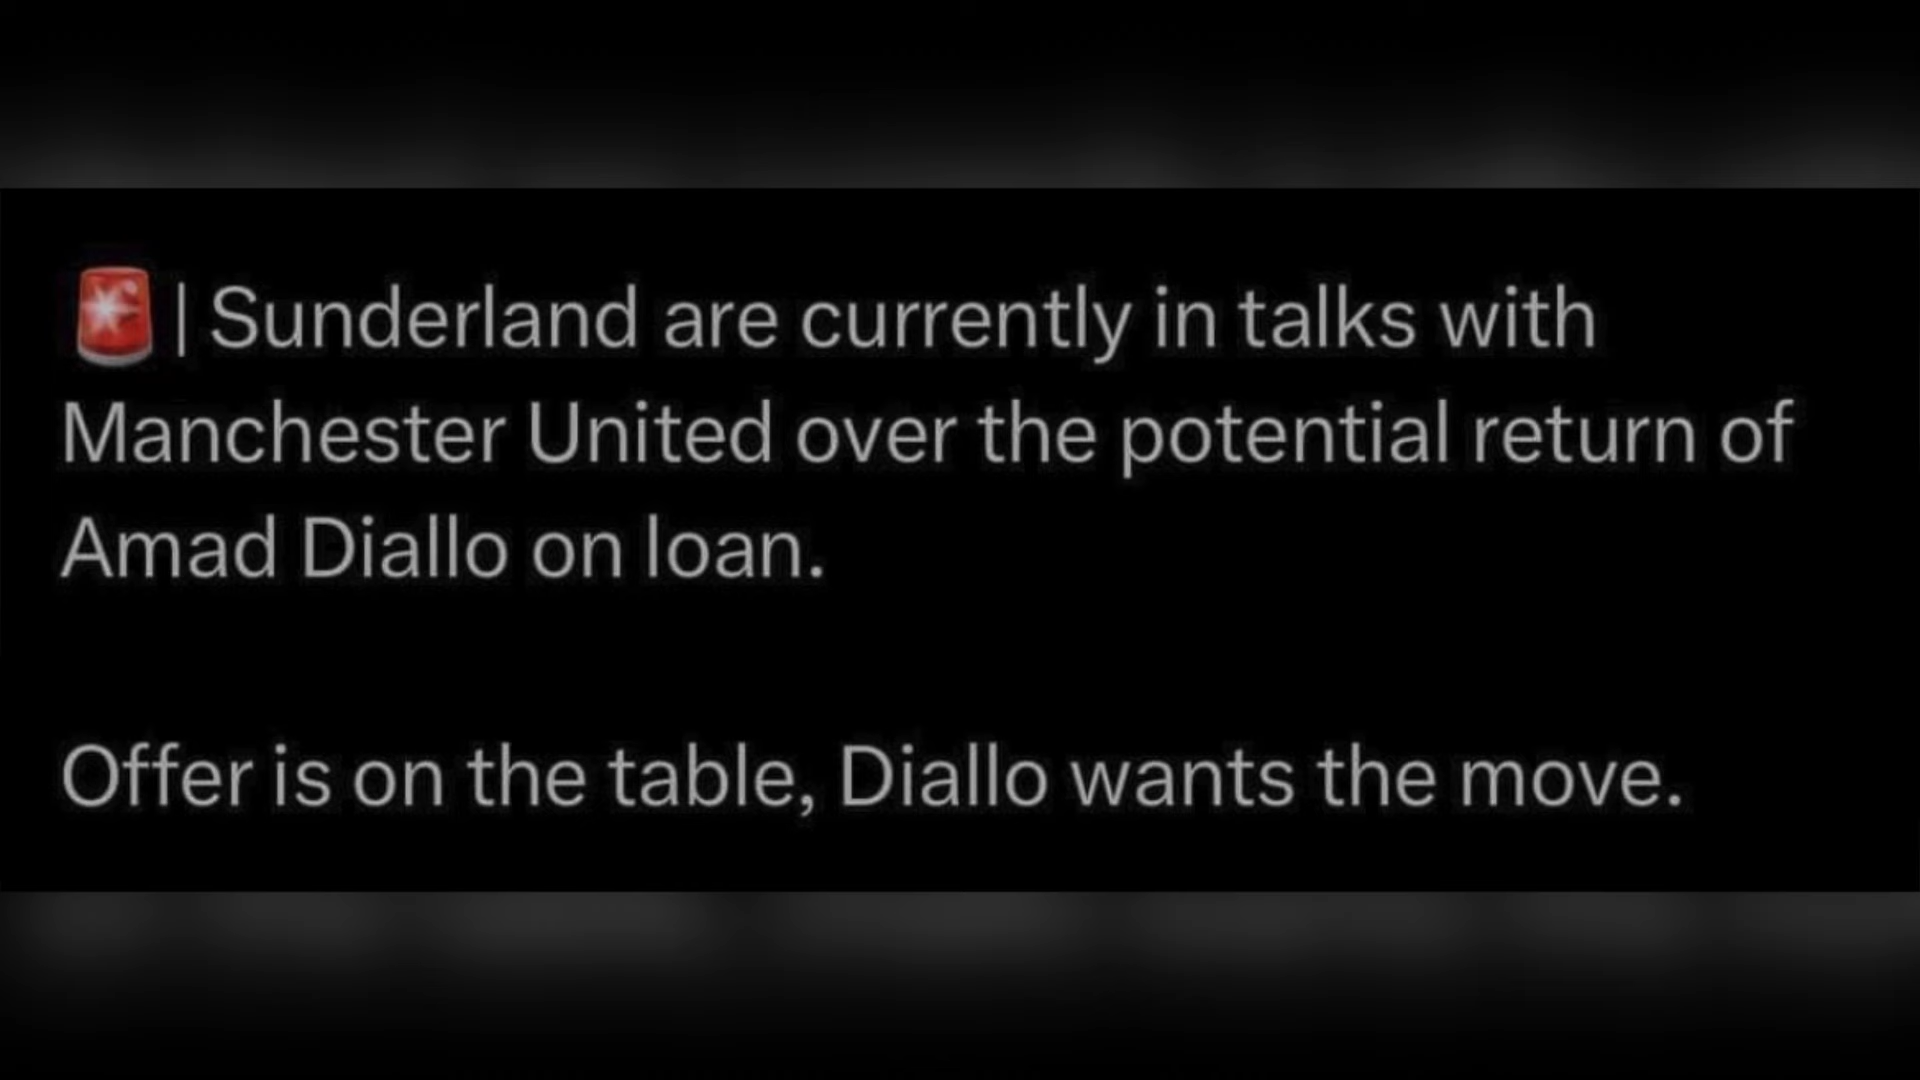 🚨| Sunderland are currently in talks with
Manchester United over the potential return of
Amad Diallo on loan.
Offer is on the table, Diallo wants the move.